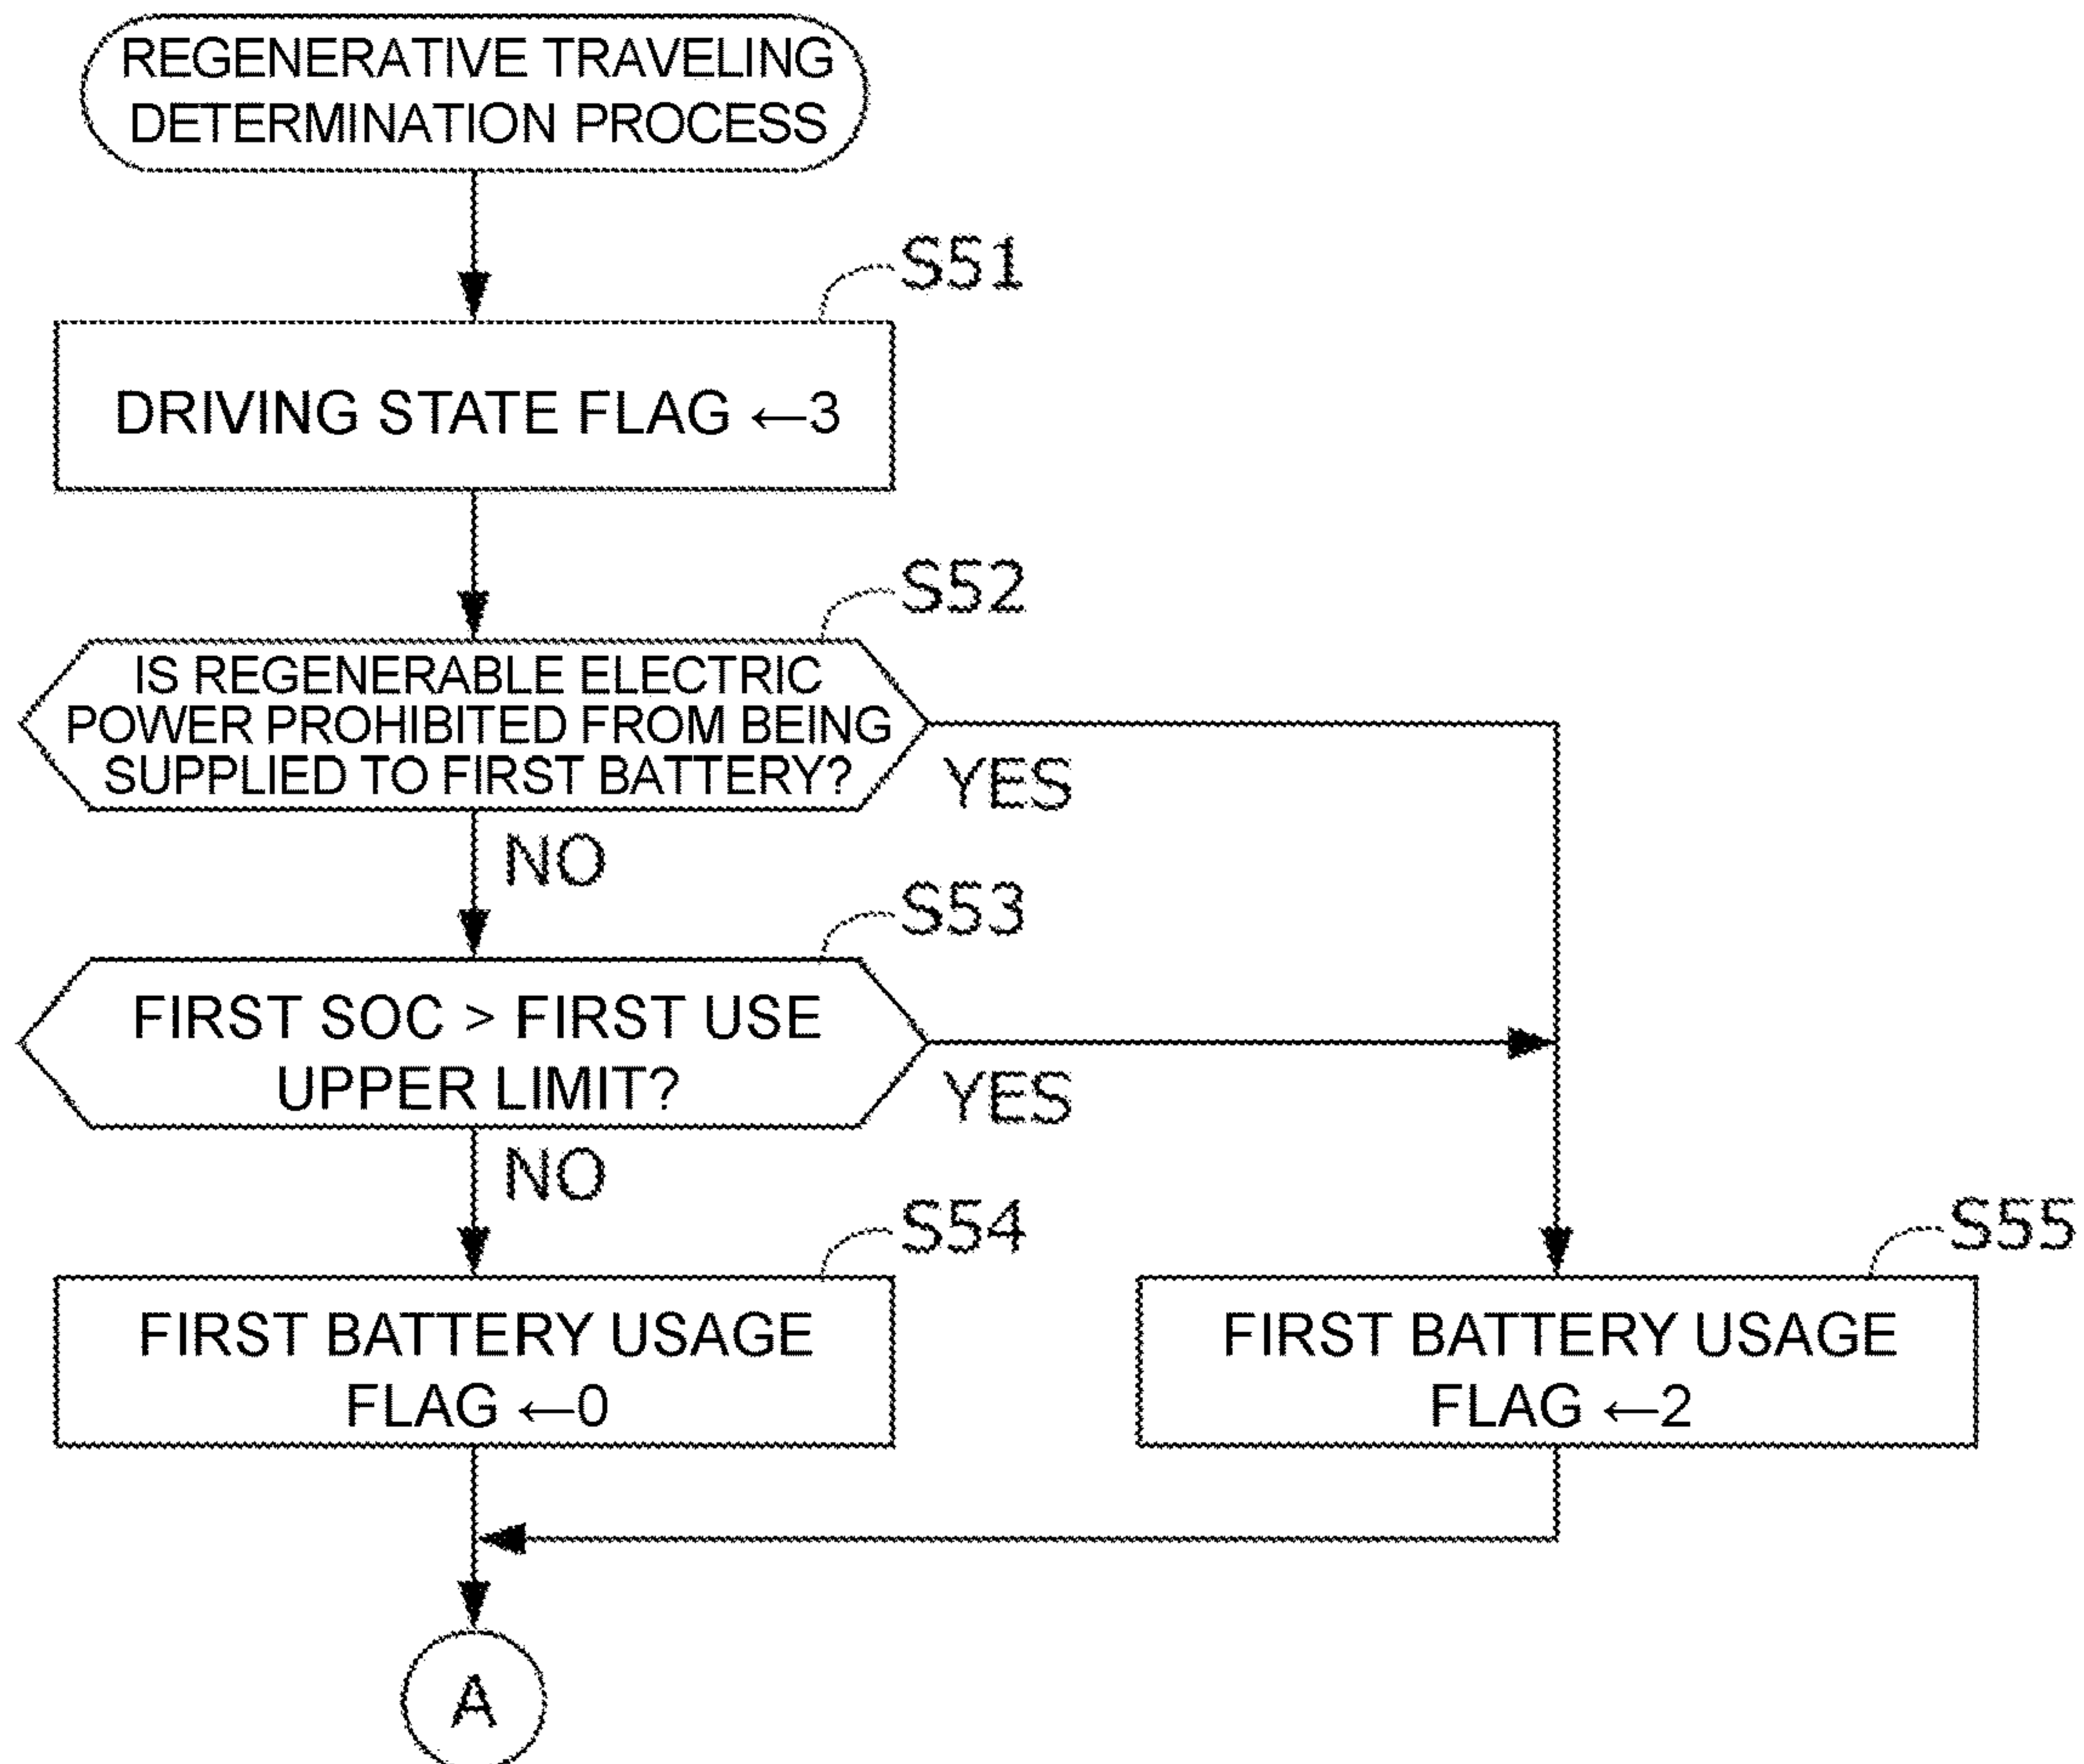 REGENERATIVE TRAVELING
DETERMINATION PROCESS
S51
DRIVING STATE FLAG ←3
S52
IS REGENERABLE ELECTRIC
POWER PROHIBITED FROM BEING
SUPPLIED TO FIRST BATTERY?
YES
NO
S53
FIRST SOC > FIRST USE
UPPER LIMIT?
YES
NO
S54
FIRST BATTERY USAGE
FLAG ←0
S55
FIRST BATTERY USAGE
FLAG ←2
A